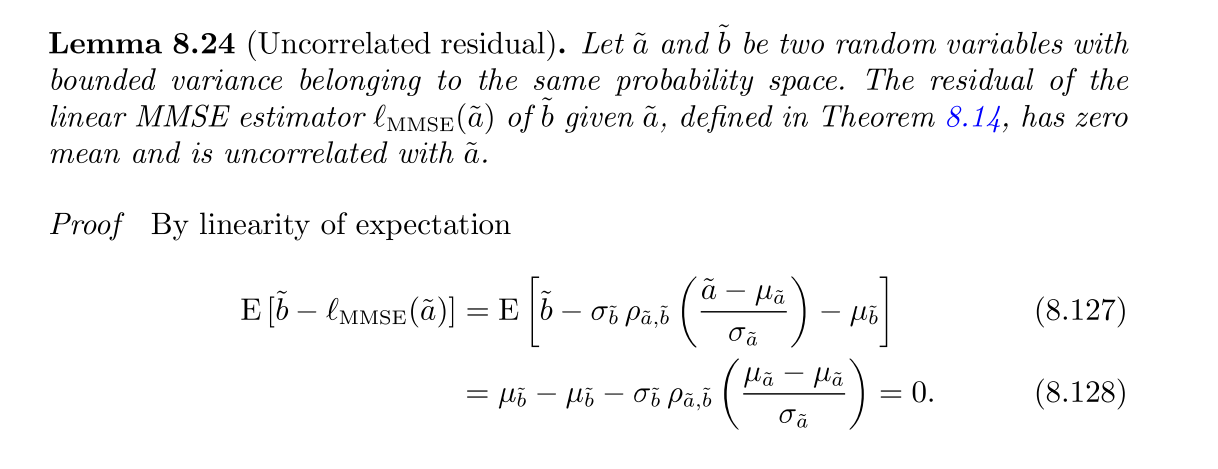 Lemma 8.24 (Uncorrelated residual). Let ã and b̃ be two random variables with
bounded variance belonging to the same probability space. The residual of the
linear MMSE estimator ℓ_MMSE(ã) of b̃ given ã, defined in Theorem 8.14, has zero
mean and is uncorrelated with ã.
Proof By linearity of expectation
E [b̃ − ℓ_MMSE(ã)] = E [ b̃ − σ_b̃ ρ_ã,b̃ ( (ã − μ_ã) / σ_ã ) − μ_b̃ ] (8.127)
= μ_b̃ − μ_b̃ − σ_b̃ ρ_ã,b̃ ( (μ_ã − μ_ã) / σ_ã ) = 0. (8.128)